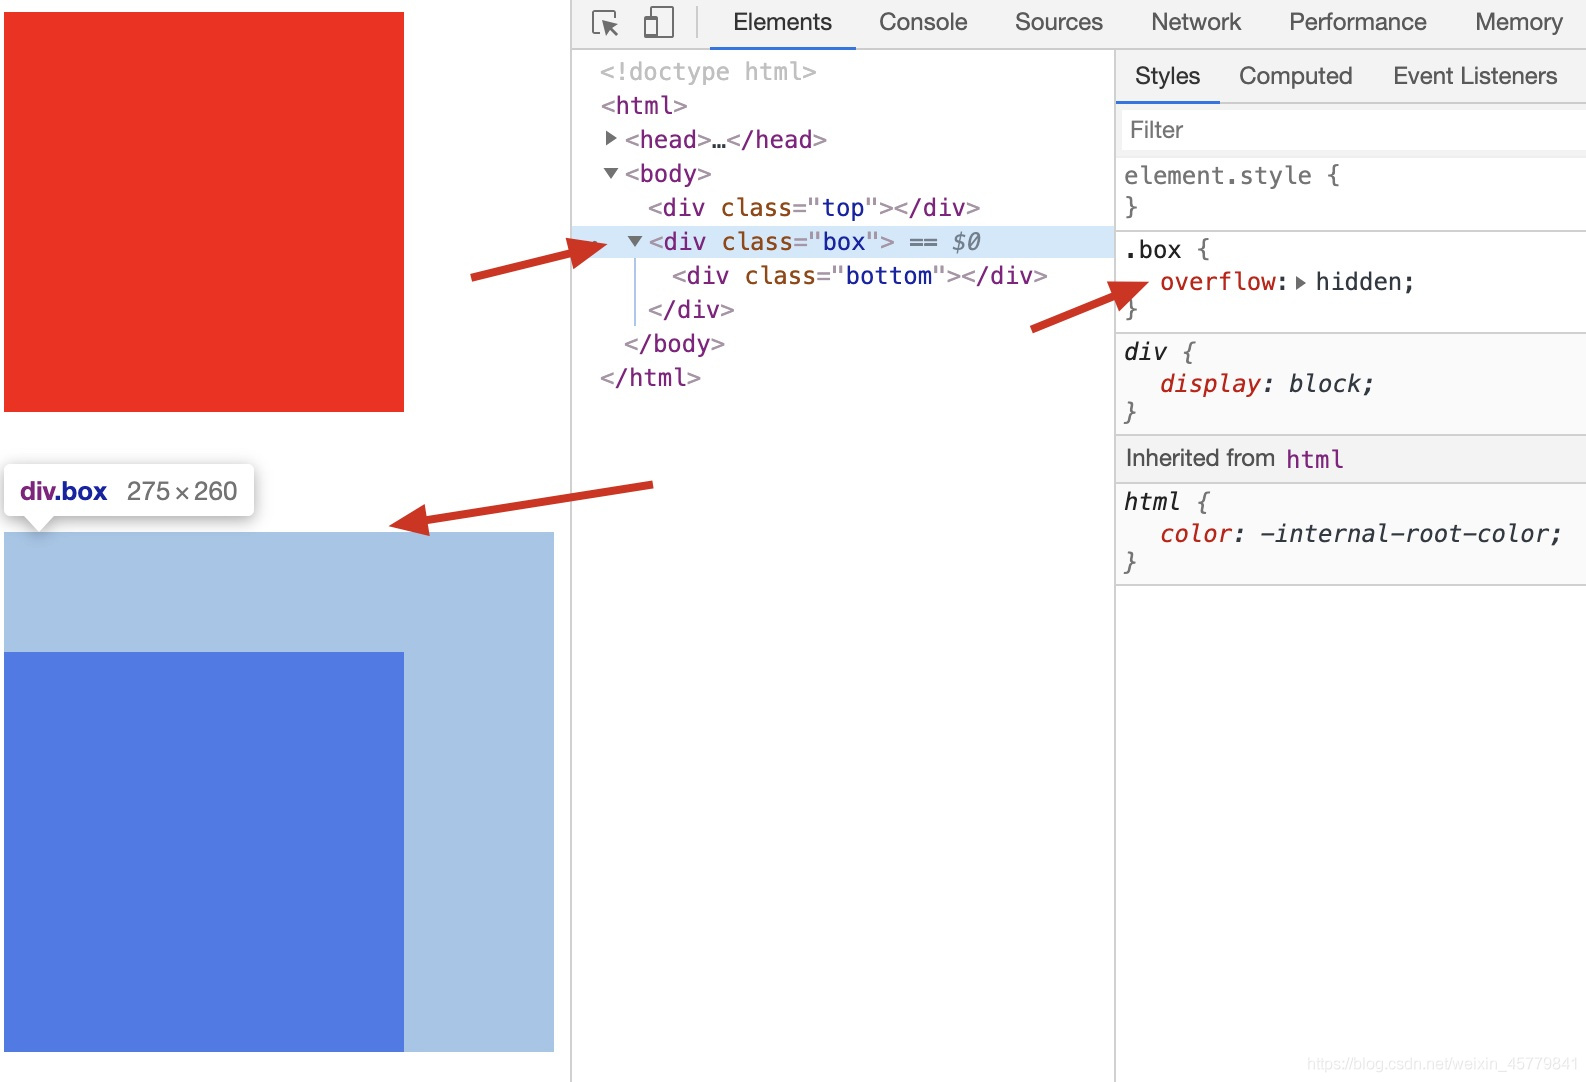 Elements Console Sources Network Performance Memory
<!doctype html>
<html>
<head>…</head>
<body>
<div class="top"></div>
<div class="box"> == $0
<div class="bottom"></div>
</div>
</body>
</html>
Styles Computed Event Listeners
Filter
element.style {
}
.box {
overflow: hidden;
}
div {
display: block;
}
Inherited from html
html {
color: -internal-root-color;
}
div.box 275 × 260
https://blog.csdn.net/weixin_45779841